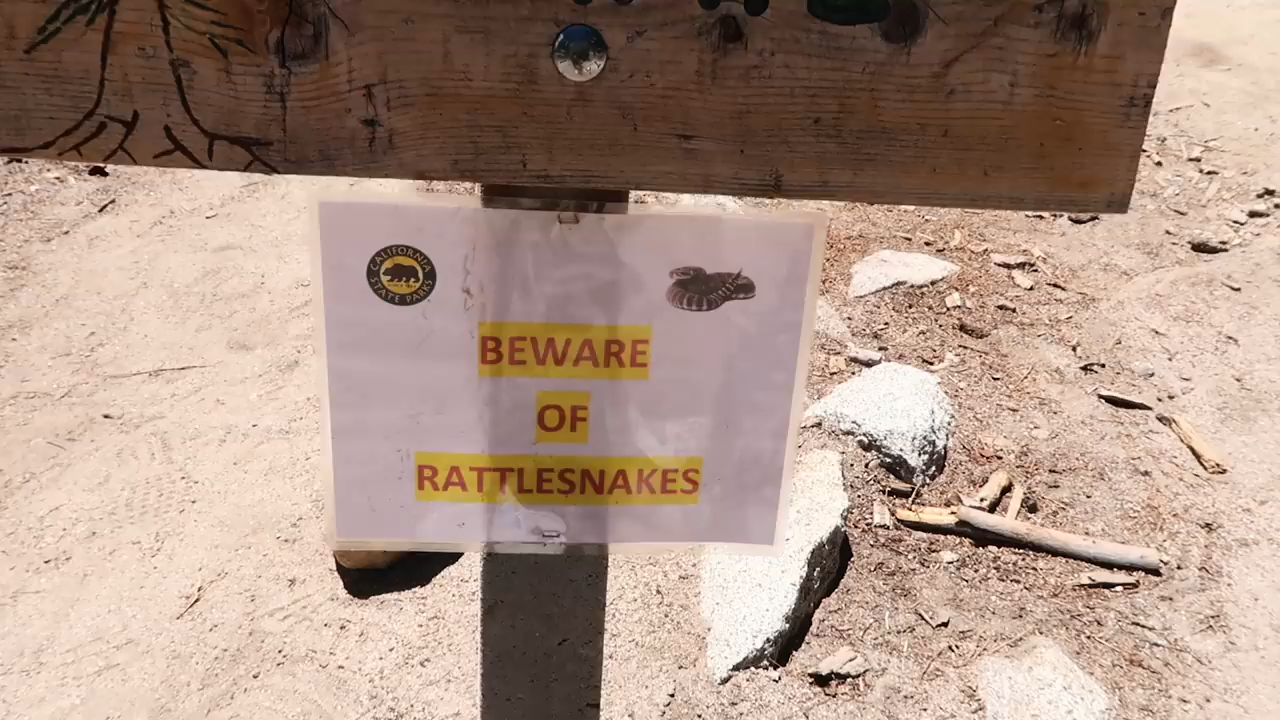 CALIFORNIA
STATE PARKS
BEWARE
OF
RATTLESNAKES